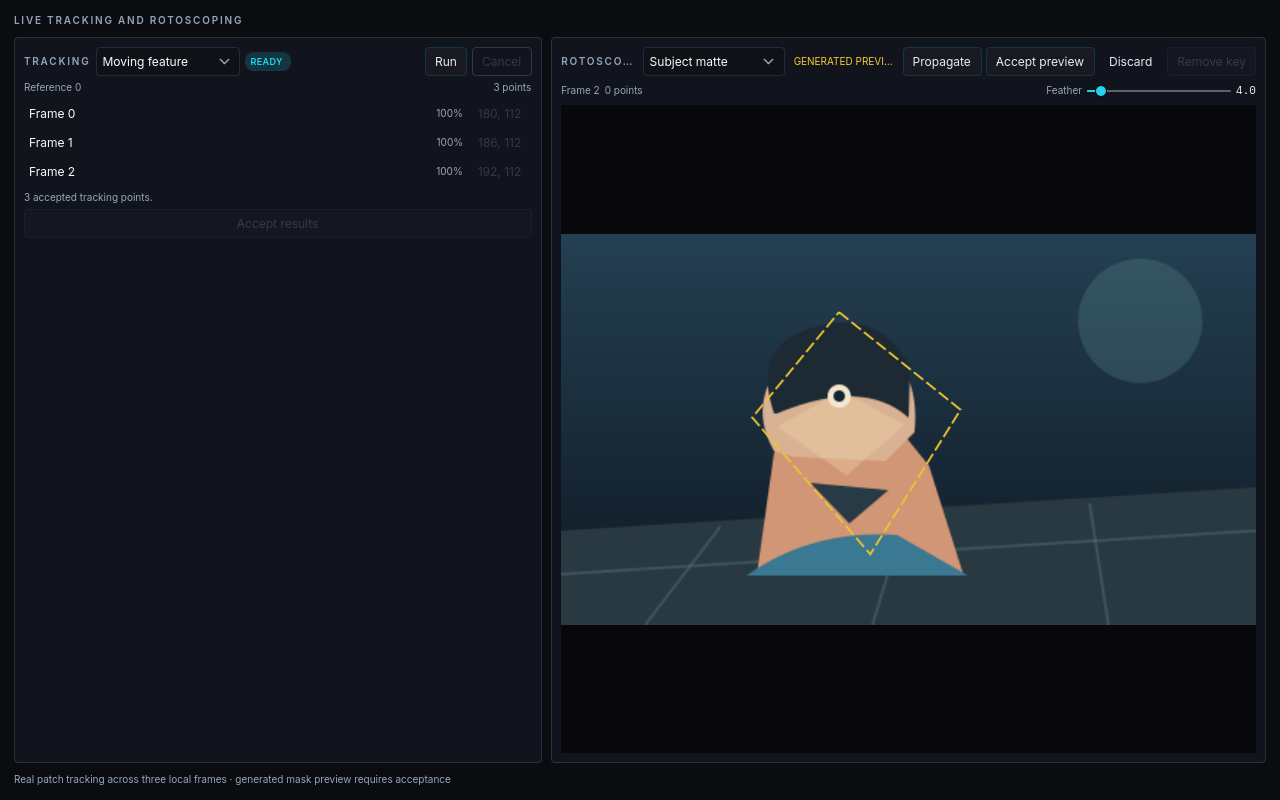 LIVE TRACKING AND ROTOSCOPING
TRACKING Moving feature READY Run Cancel
Reference 0 3 points
Frame 0 100% 180, 112
Frame 1 100% 186, 112
Frame 2 100% 192, 112
3 accepted tracking points.
Accept results
ROTOSCO... Subject matte GENERATED PREVI... Propagate Accept preview Discard Remove key
Frame 2 0 points Feather 4.0
Real patch tracking across three local frames · generated mask preview requires acceptance